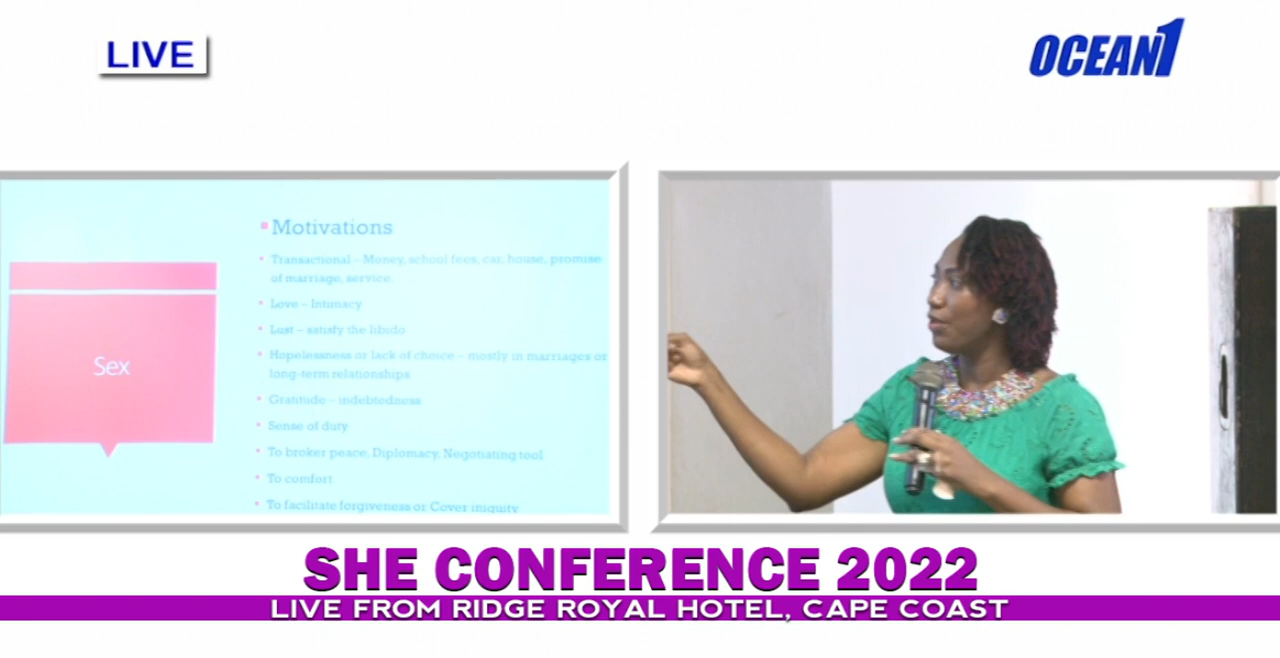 LIVE
OCEAN1
Motivations
Transactional – Money, school fees, car, house, promise
of marriage, service.
Love – Intimacy
Lust – satisfy the libido
Hopelessness or lack of choice – mostly in marriages or
long-term relationships
Gratitude – indebtedness
Sense of duty
To broker peace, Diplomacy, Negotiating tool
To comfort
To facilitate forgiveness or Cover iniquity
Sex
SHE CONFERENCE 2022
LIVE FROM RIDGE ROYAL HOTEL, CAPE COAST